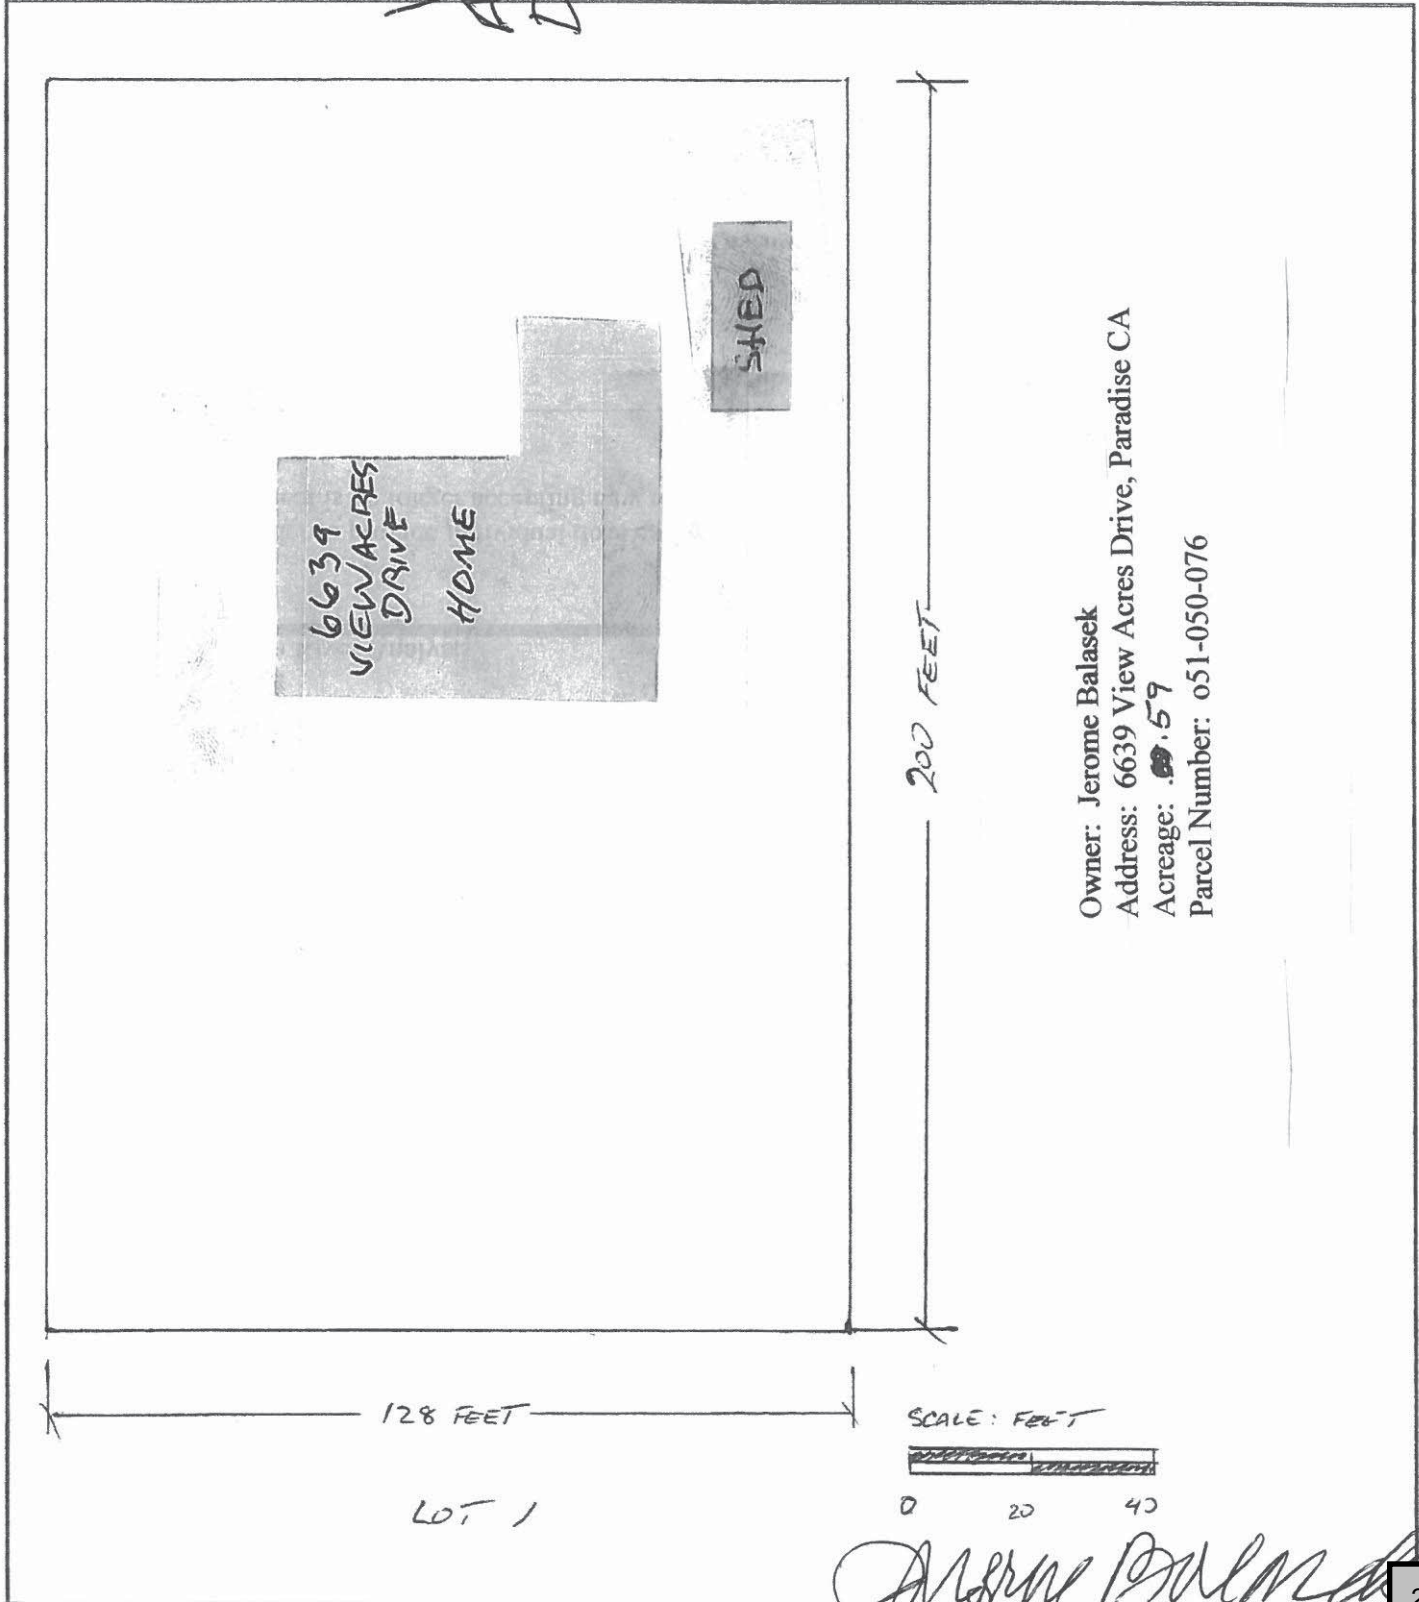 6639
VIEW ACRES
DRIVE
HOME
SHED
200 FEET
Owner: Jerome Balasek
Address: 6639 View Acres Drive, Paradise CA
Acreage: .59
Parcel Number: o51-050-076
128 FEET
SCALE: FEET
0 20 40
LOT 1